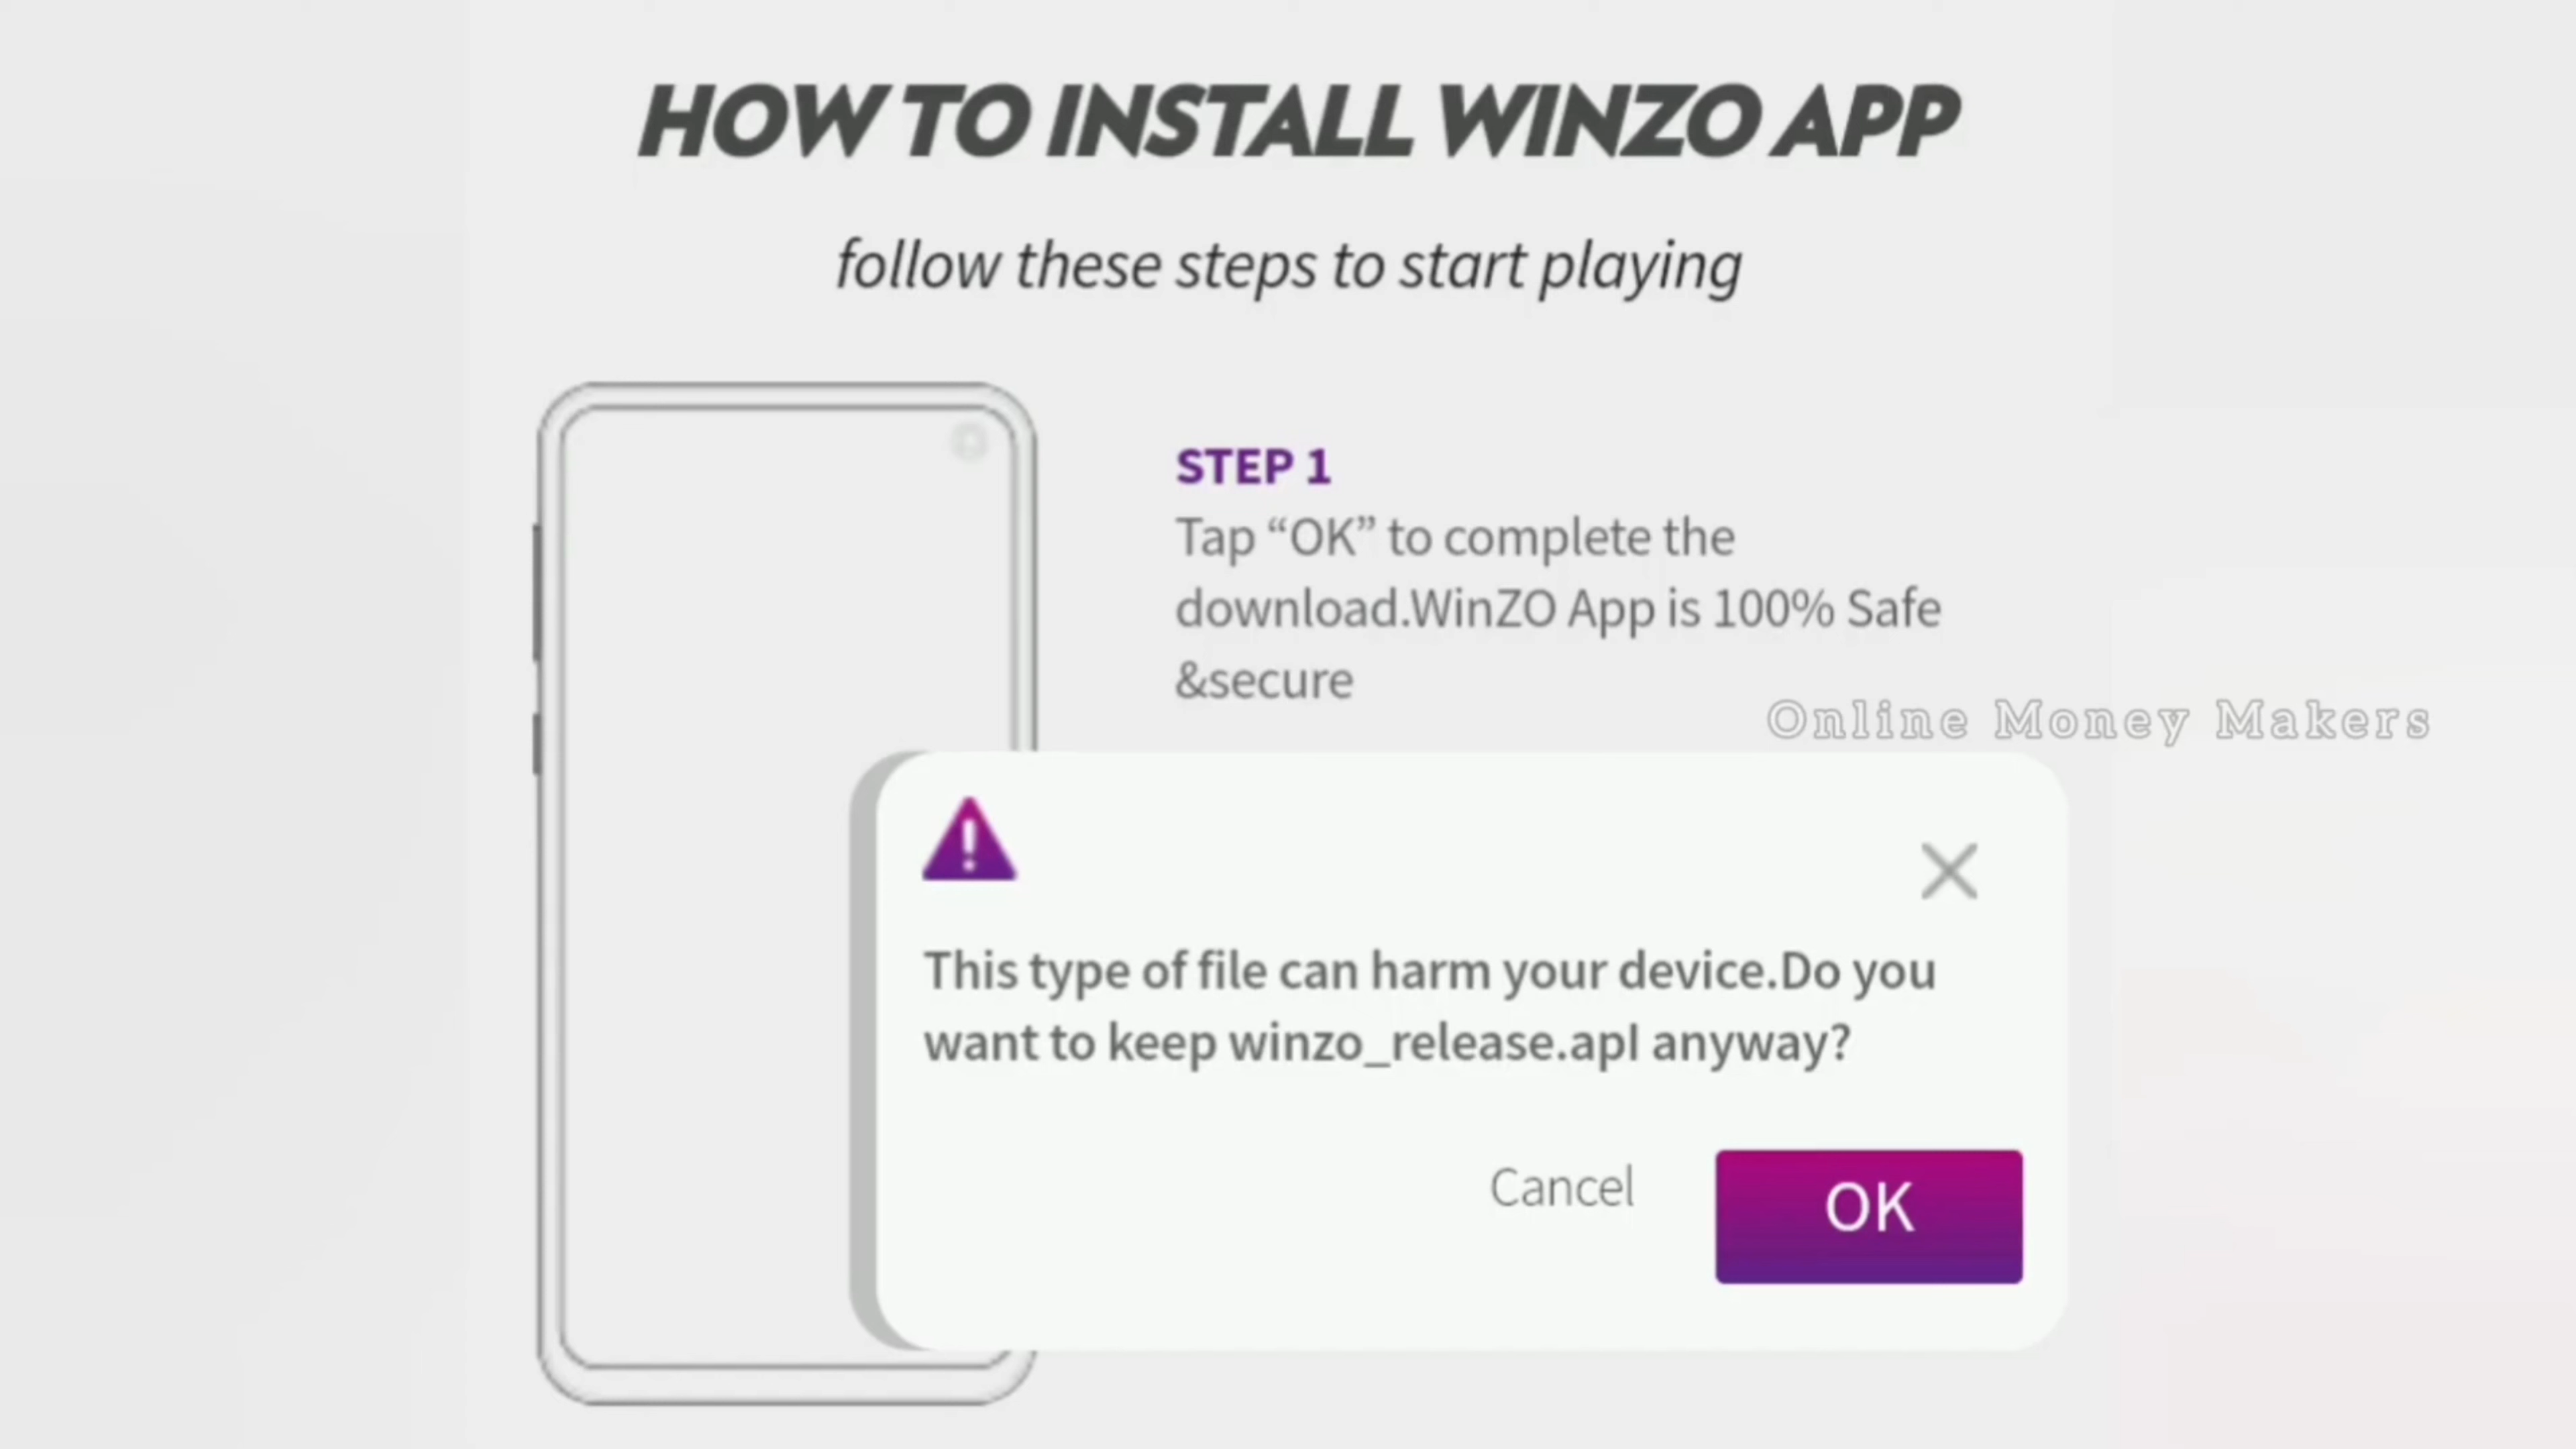 HOW TO INSTALL WINZO APP
follow these steps to start playing
STEP 1
Tap “OK” to complete the
download.WinZO App is 100% Safe
&secure
Online Money Makers
This type of file can harm your device.Do you
want to keep winzo_release.apl anyway?
Cancel
OK